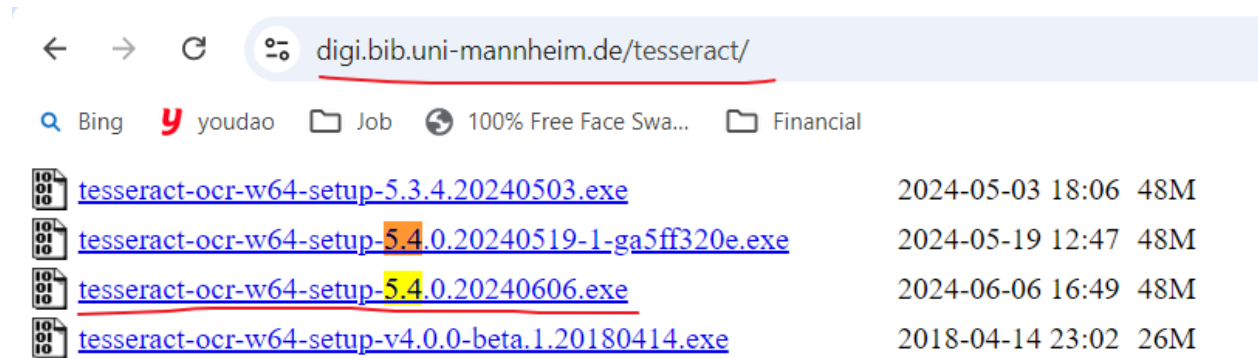 digi.bib.uni-mannheim.de/tesseract/
Bing youdao Job 100% Free Face Swa... Financial
tesseract-ocr-w64-setup-5.3.4.20240503.exe 2024-05-03 18:06 48M
tesseract-ocr-w64-setup-5.4.0.20240519-1-ga5ff320e.exe 2024-05-19 12:47 48M
tesseract-ocr-w64-setup-5.4.0.20240606.exe 2024-06-06 16:49 48M
tesseract-ocr-w64-setup-v4.0.0-beta.1.20180414.exe 2018-04-14 23:02 26M